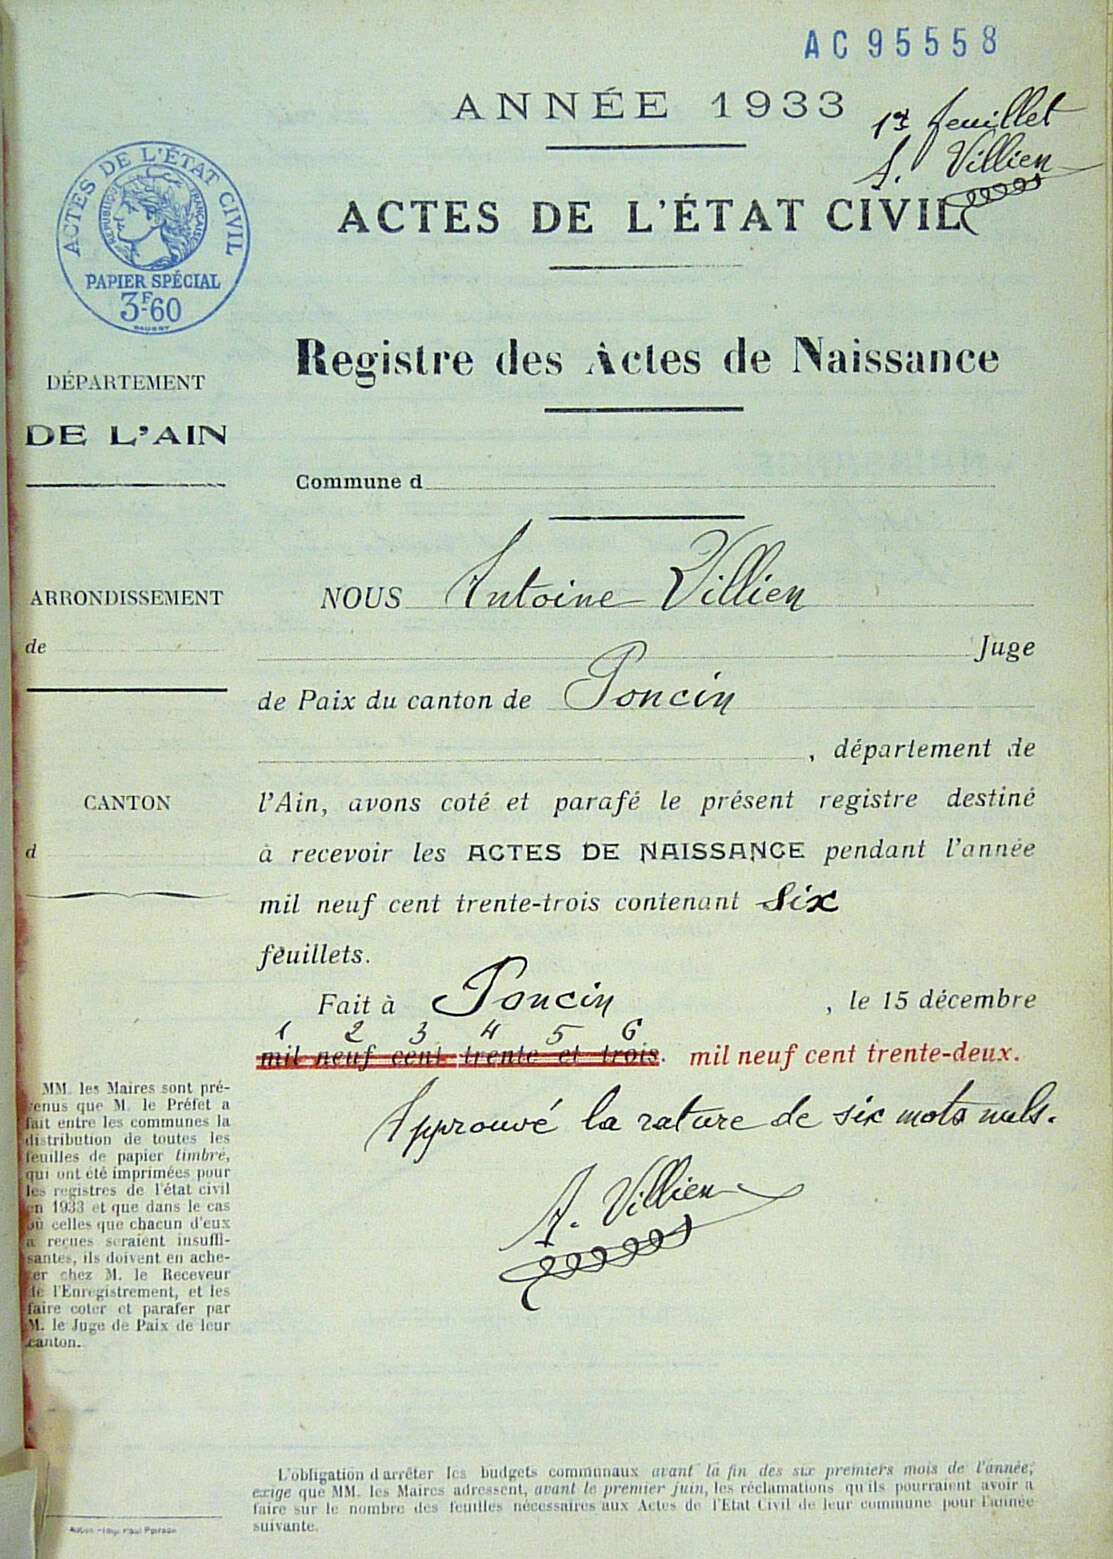 AC 95558
ANNÉE 1933
1er feuillet
A. Villien
ACTES DE L'ÉTAT CIVIL
ACTES DE L'ÉTAT CIVIL
RÉPUBLIQUE FRANÇAISE
PAPIER SPÉCIAL
3F.60
Registre des Actes de Naissance
DÉPARTEMENT
DE L'AIN
Commune d
ARRONDISSEMENT
de
NOUS Antoine Villien
Juge
de Paix du canton de Poncin
, département de
CANTON
d
l'Ain, avons coté et parafé le présent registre destiné
à recevoir les ACTES DE NAISSANCE pendant l'année
mil neuf cent trente-trois contenant six
feuillets.
Fait à Poncin , le 15 décembre
1 2 3 4 5 6
mil neuf cent trente et trois. mil neuf cent trente-deux.
Approuvé la rature de six mots nuls.
A. Villien
MM. les Maires sont pré-
venus que M. le Préfet a
fait entre les communes la
distribution de toutes les
feuilles de papier timbré,
qui ont été imprimées pour
les registres de l'état civil
en 1933 et que dans le cas
où celles que chacun d'eux
a reçues seraient insuffi-
santes, ils doivent en ache-
ter chez M. le Receveur
de l'Enregistrement, et les
faire coter et parafer par
M. le Juge de Paix de leur
canton.
L'obligation d'arrêter les budgets communaux avant la fin des six premiers mois de l'année,
exige que MM. les Maires adressent, avant le premier juin, les réclamations qu'ils pourraient avoir à
faire sur le nombre des feuilles nécessaires aux Actes de l'Etat Civil de leur commune pour l'année
suivante.